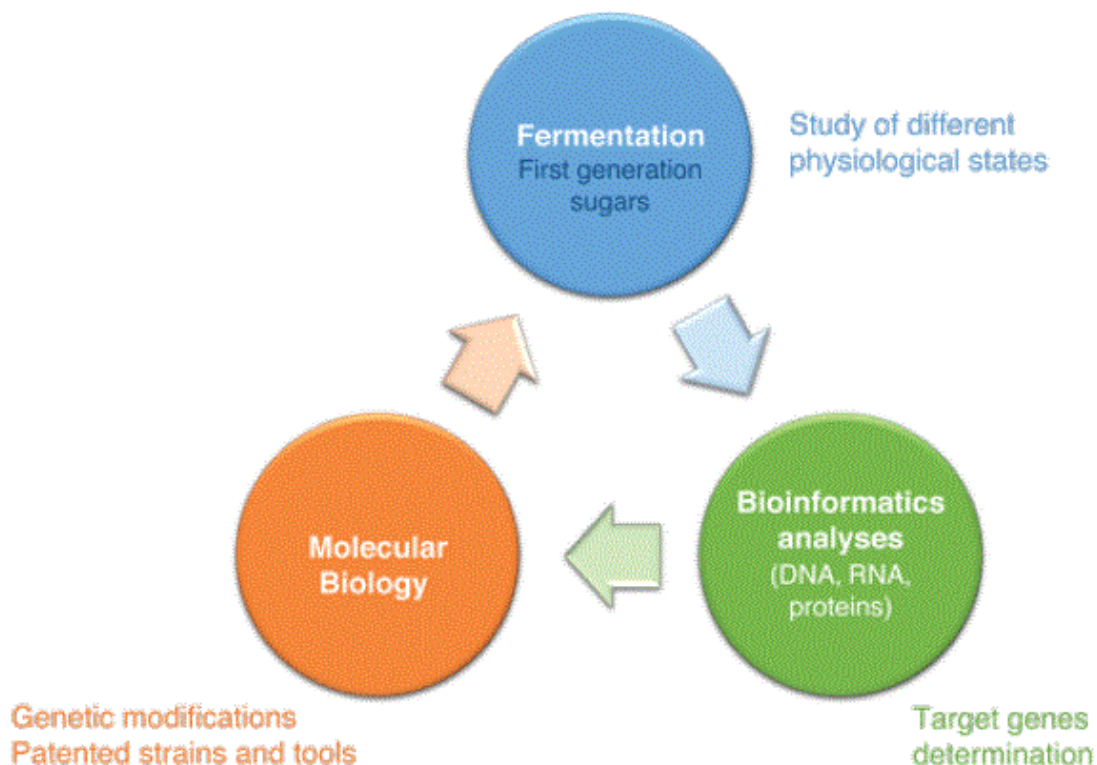 Fermentation
First generation
sugars
Study of different
physiological states
Bioinformatics
analyses
(DNA, RNA,
proteins)
Molecular
Biology
Genetic modifications
Patented strains and tools
Target genes
determination